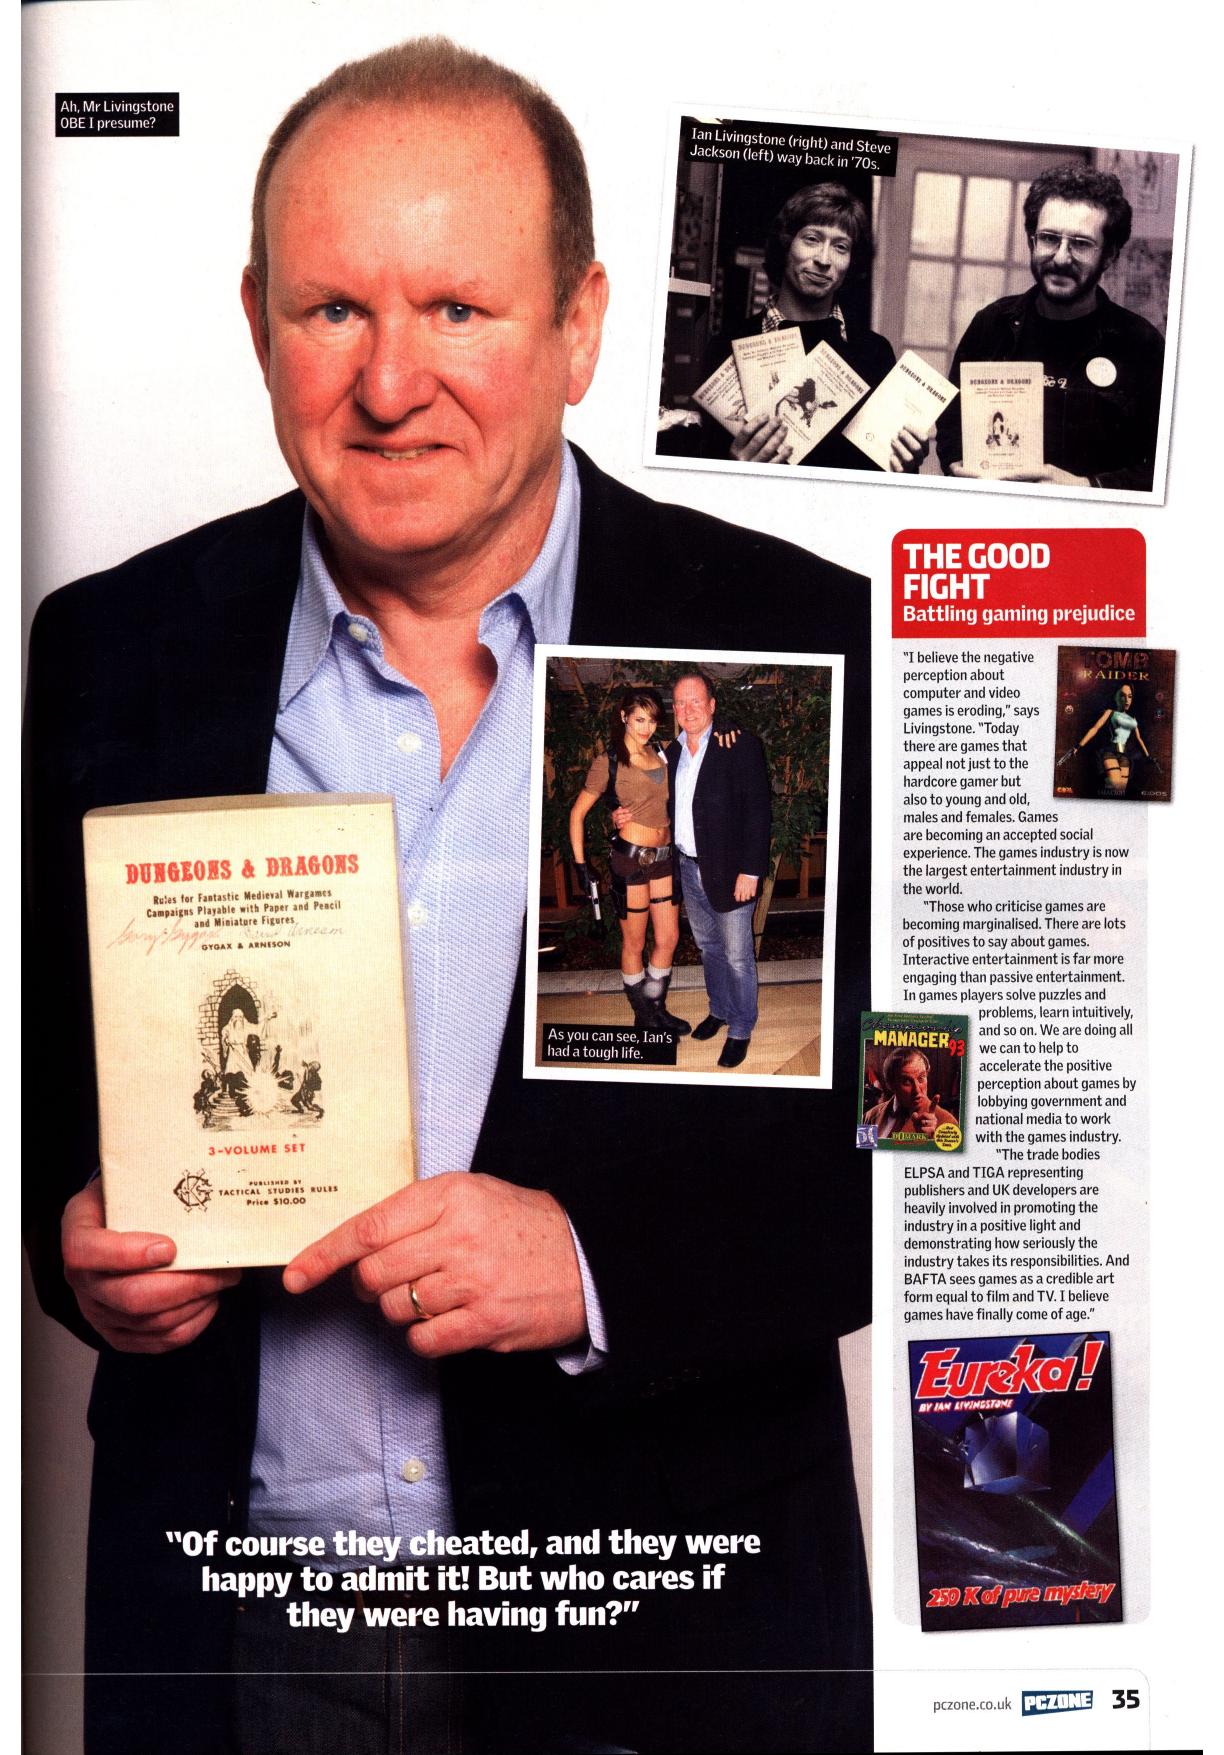 Ah, Mr Livingstone
OBE I presume?
Ian Livingstone (right) and Steve
Jackson (left) way back in '70s.
DUNGEONS & DRAGONS
DUNGEONS & DRAGONS
DUNGEONS & DRAGONS
DUNGEONS & DRAGONS
DUNGEONS & DRAGONS
Rules for Fantastic Medieval Wargames
Campaigns Playable with Paper and Pencil
and Miniature Figures
GYGAX & ARNESON
3-VOLUME SET
PUBLISHED BY
TACTICAL STUDIES RULES
Price $10.00
As you can see, Ian's
had a tough life.
"Of course they cheated, and they were
happy to admit it! But who cares if
they were having fun?"
THE GOOD
FIGHT
Battling gaming prejudice
TOMB
RAIDER
EIDOS
"I believe the negative
perception about
computer and video
games is eroding," says
Livingstone. "Today
there are games that
appeal not just to the
hardcore gamer but
also to young and old,
males and females. Games
are becoming an accepted social
experience. The games industry is now
the largest entertainment industry in
the world.
"Those who criticise games are
becoming marginalised. There are lots
of positives to say about games.
Interactive entertainment is far more
engaging than passive entertainment.
In games players solve puzzles and
problems, learn intuitively,
and so on. We are doing all
we can to help to
accelerate the positive
perception about games by
lobbying government and
national media to work
with the games industry.
"The trade bodies
ELPSA and TIGA representing
publishers and UK developers are
heavily involved in promoting the
industry in a positive light and
demonstrating how seriously the
industry takes its responsibilities. And
BAFTA sees games as a credible art
form equal to film and TV. I believe
games have finally come of age."
Championship
MANAGER 93
DOMARK
Eureka!
BY IAN LIVINGSTONE
250 K of pure mystery
pczone.co.uk PCZONE 35